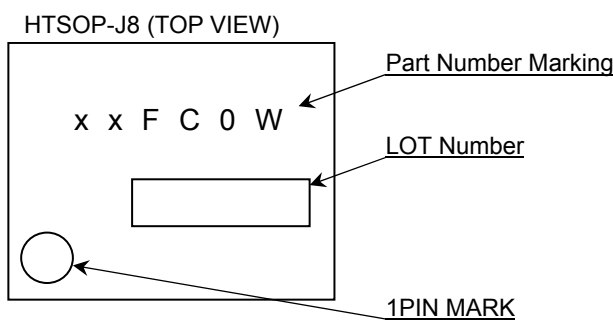 HTSOP-J8 (TOP VIEW)
Part Number Marking
x x F C 0 W
LOT Number
1PIN MARK